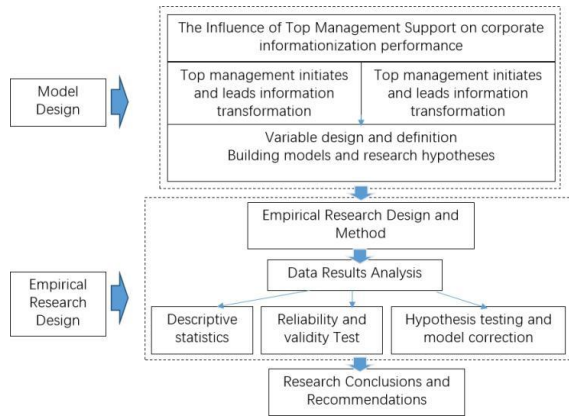 The Influence of Top Management Support on corporate
informationization performance
Model
Design
Top management initiates
and leads information
transformation
Top management initiates
and leads information
transformation
Variable design and definition
Building models and research hypotheses
Empirical Research Design and
Method
Empirical
Research
Design
Data Results Analysis
Descriptive
statistics
Reliability and
validity Test
Hypothesis testing and
model correction
Research Conclusions and
Recommendations